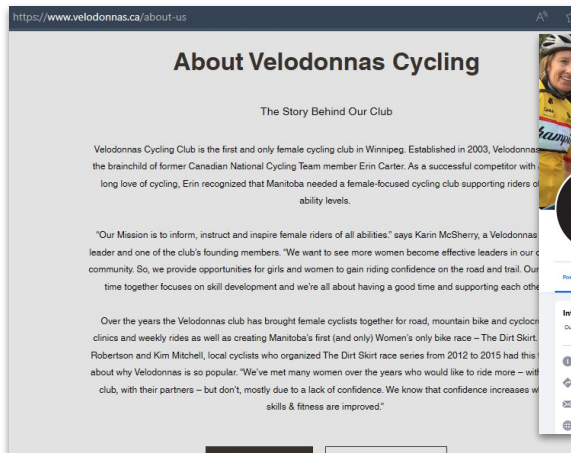 https://www.velodonnas.ca/about-us
About Velodonnas Cycling
The Story Behind Our Club
Velodonnas Cycling Club is the first and only female cycling club in Winnipeg. Established in 2003, Velodonnas
the brainchild of former Canadian National Cycling Team member Erin Carter. As a successful competitor with
long love of cycling, Erin recognized that Manitoba needed a female-focused cycling club supporting riders of
ability levels.
"Our Mission is to inform, instruct and inspire female riders of all abilities." says Karin McSherry, a Velodonnas
leader and one of the club's founding members. "We want to see more women become effective leaders in our
community. So, we provide opportunities for girls and women to gain riding confidence on the road and trail. Our
time together focuses on skill development and we're all about having a good time and supporting each othe
Over the years the Velodonnas club has brought female cyclists together for road, mountain bike and cyclocr
clinics and weekly rides as well as creating Manitoba's first (and only) Women's only bike race – The Dirt Skirt.
Robertson and Kim Mitchell, local cyclists who organized The Dirt Skirt race series from 2012 to 2015 had this
about why Velodonnas is so popular. "We've met many women over the years who would like to ride more – with
club, with their partners – but don't, mostly due to a lack of confidence. We know that confidence increases w
skills & fitness are improved."